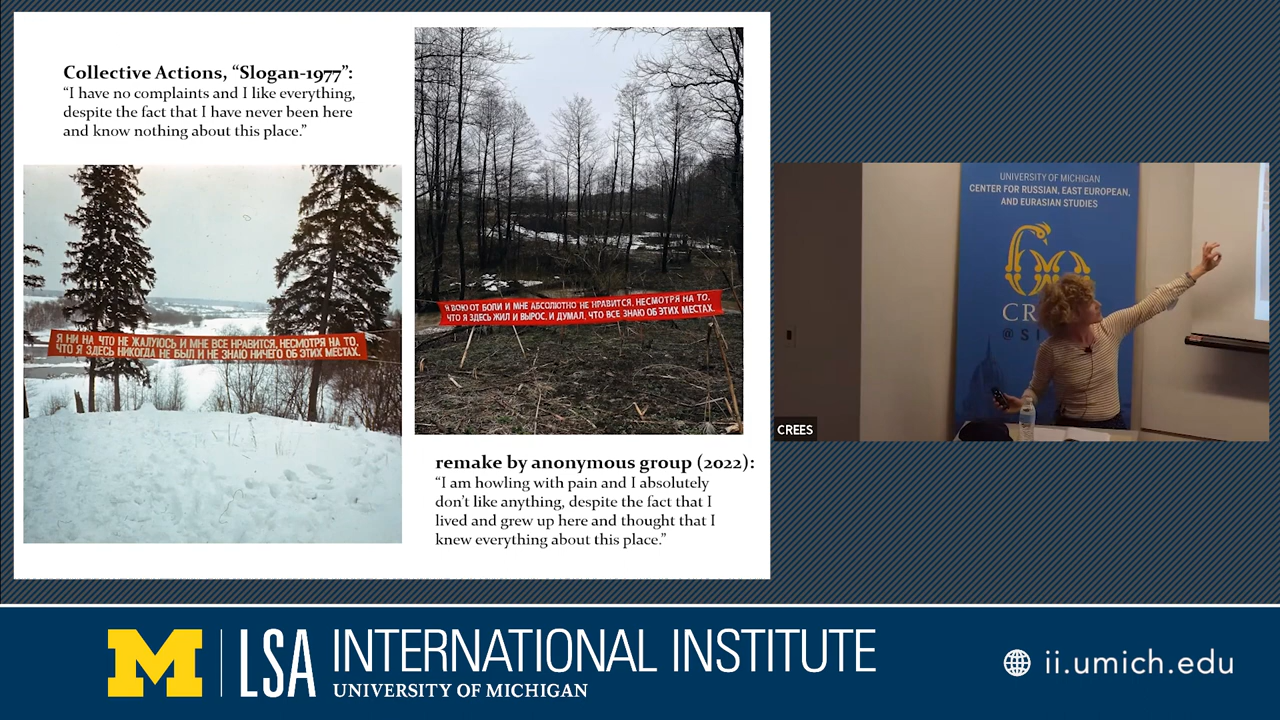 Collective Actions, “Slogan-1977”:
“I have no complaints and I like everything,
despite the fact that I have never been here
and know nothing about this place.”
Я НИ НА ЧТО НЕ ЖАЛУЮСЬ И МНЕ ВСЕ НРАВИТСЯ, НЕСМОТРЯ НА ТО,
ЧТО Я ЗДЕСЬ НИКОГДА НЕ БЫЛ И НЕ ЗНАЮ НИЧЕГО ОБ ЭТИХ МЕСТАХ.
Я ВОЮ ОТ БОЛИ И МНЕ АБСОЛЮТНО НЕ НРАВИТСЯ, НЕСМОТРЯ НА ТО,
ЧТО Я ЗДЕСЬ ЖИЛ И ВЫРОС, И ДУМАЛ, ЧТО ВСЕ ЗНАЮ ОБ ЭТИХ МЕСТАХ.
remake by anonymous group (2022):
“I am howling with pain and I absolutely
don’t like anything, despite the fact that I
lived and grew up here and thought that I
knew everything about this place.”
UNIVERSITY OF MICHIGAN
CENTER FOR RUSSIAN, EAST EUROPEAN,
AND EURASIAN STUDIES
60
CR
@ S
CREES
M
LSA
INTERNATIONAL INSTITUTE
UNIVERSITY OF MICHIGAN
ii.umich.edu